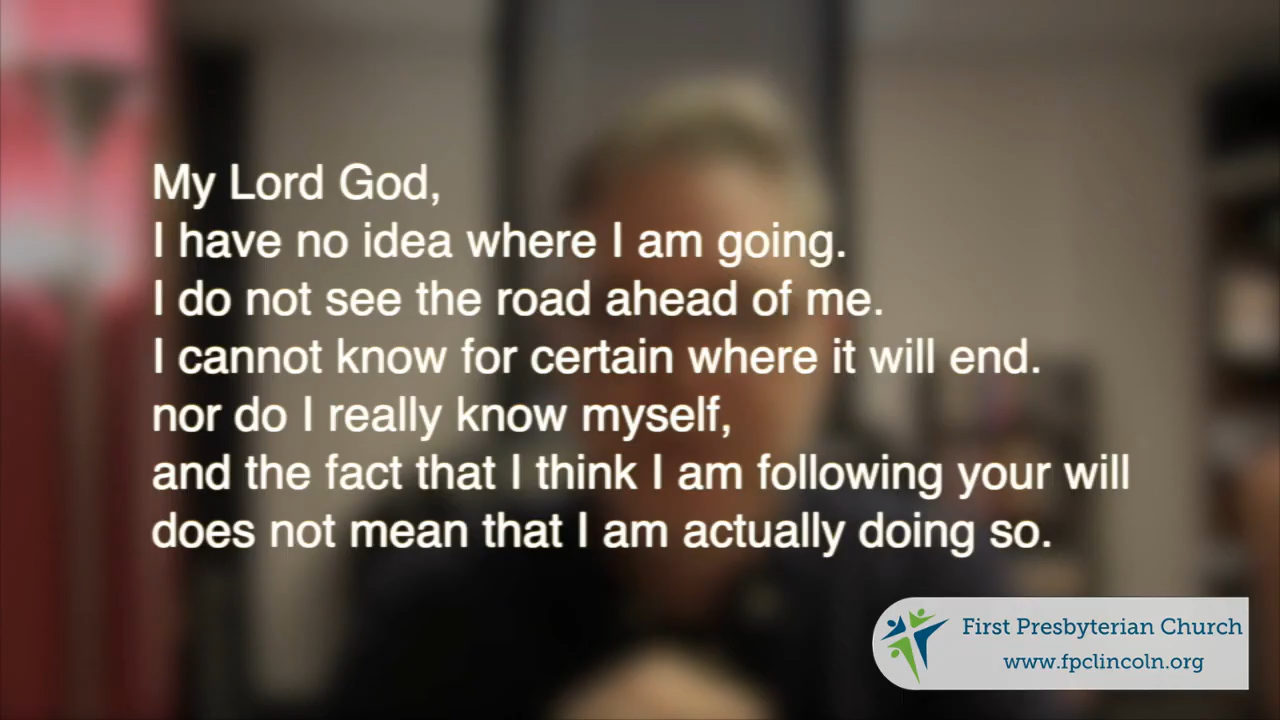 My Lord God,
I have no idea where I am going.
I do not see the road ahead of me.
I cannot know for certain where it will end.
nor do I really know myself,
and the fact that I think I am following your will
does not mean that I am actually doing so.
First Presbyterian Church
www.fpclincoln.org